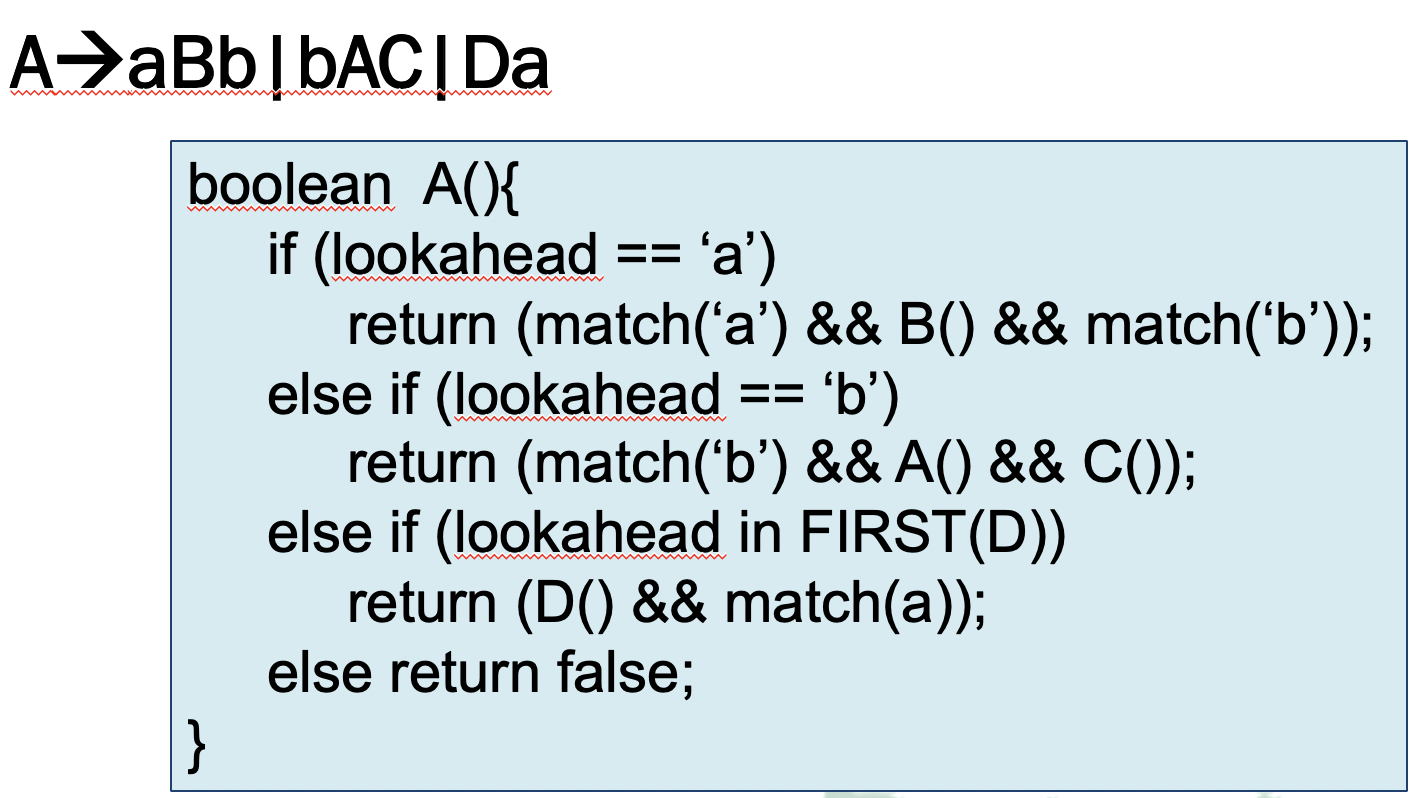 A→aBb|bAC|Da
boolean A(){
if (lookahead == ‘a’)
return (match(‘a’) && B() && match(‘b’));
else if (lookahead == ‘b’)
return (match(‘b’) && A() && C());
else if (lookahead in FIRST(D))
return (D() && match(a));
else return false;
}